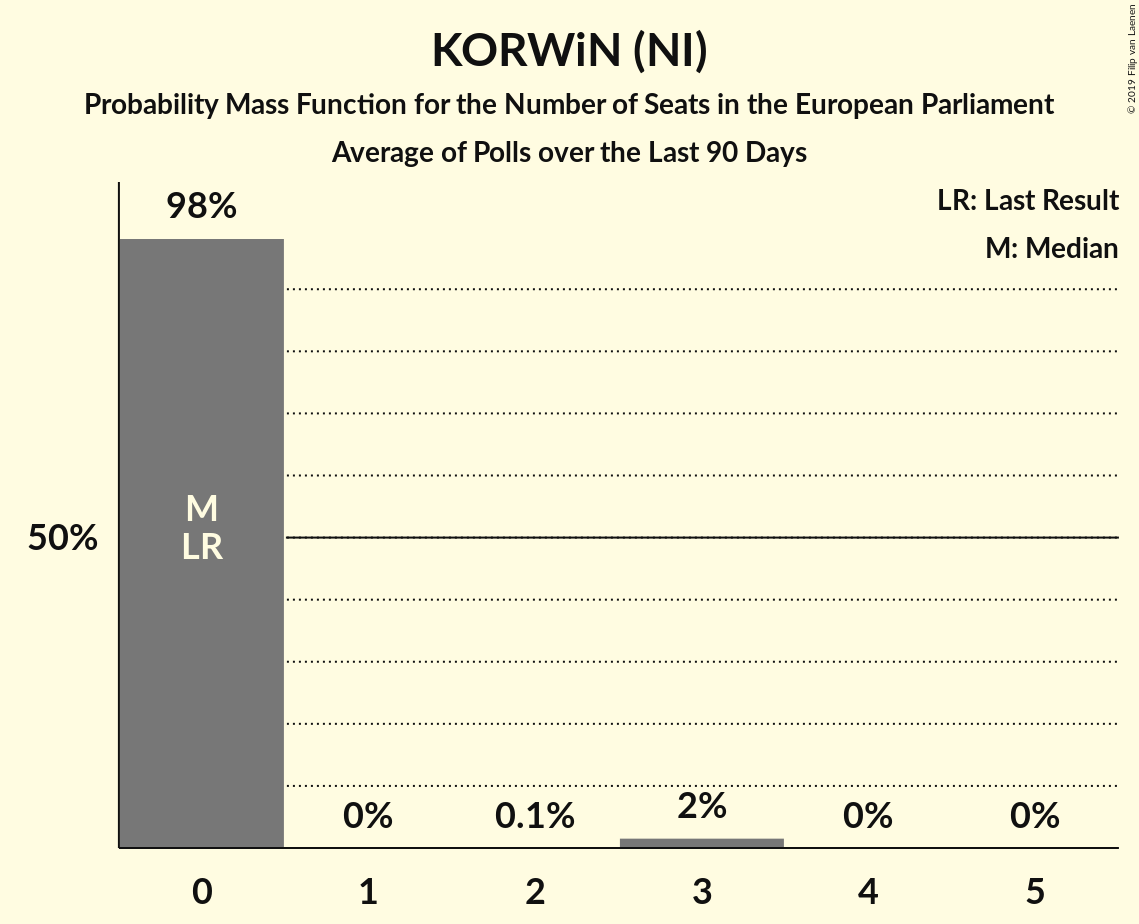 KORWiN (NI)
Probability Mass Function for the Number of Seats in the European Parliament
Average of Polls over the Last 90 Days
© 2019 Filip van Laenen
LR: Last Result
M: Median
98%
M
LR
50%
0%
0.1%
2%
0%
0%
0 1 2 3 4 5